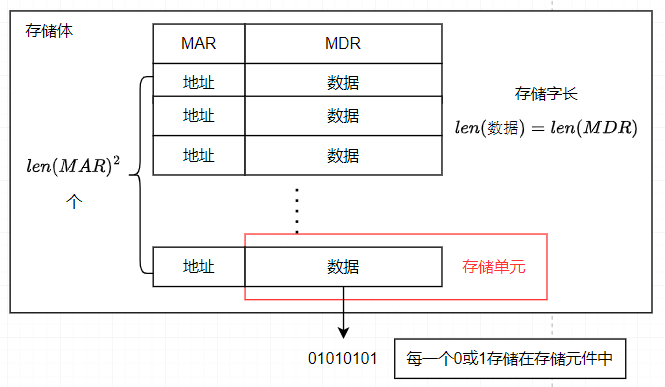 存储体
MAR MDR
地址 数据
地址 数据
地址 数据
存储字长
len(数据) = len(MDR)
len(MAR)²
个
地址 数据
存储单元
01010101
每一个0或1存储在存储元件中